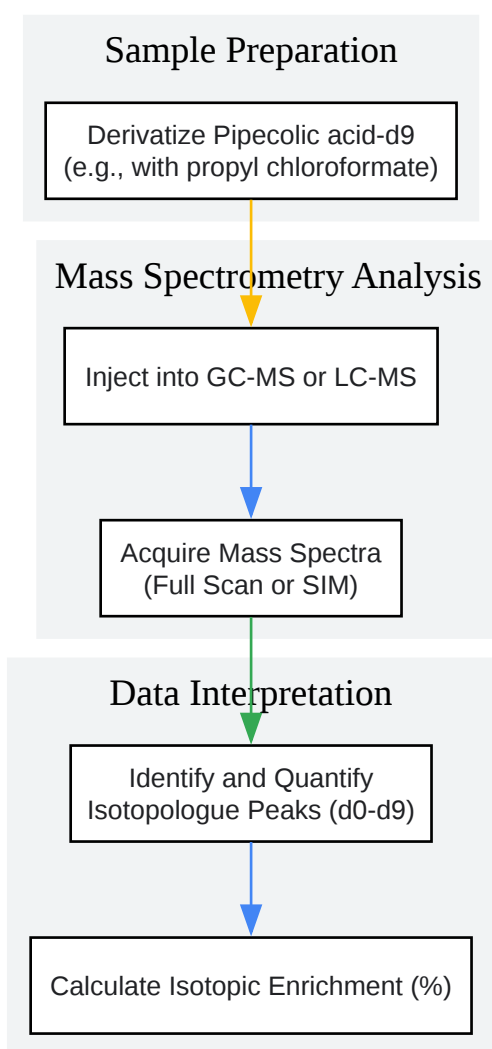 Sample Preparation
Derivatize Pipecolic acid-d9
(e.g., with propyl chloroformate)
Mass Spectrometry Analysis
Inject into GC-MS or LC-MS
Acquire Mass Spectra
(Full Scan or SIM)
Data Interpretation
Identify and Quantify
Isotopologue Peaks (d0-d9)
Calculate Isotopic Enrichment (%)